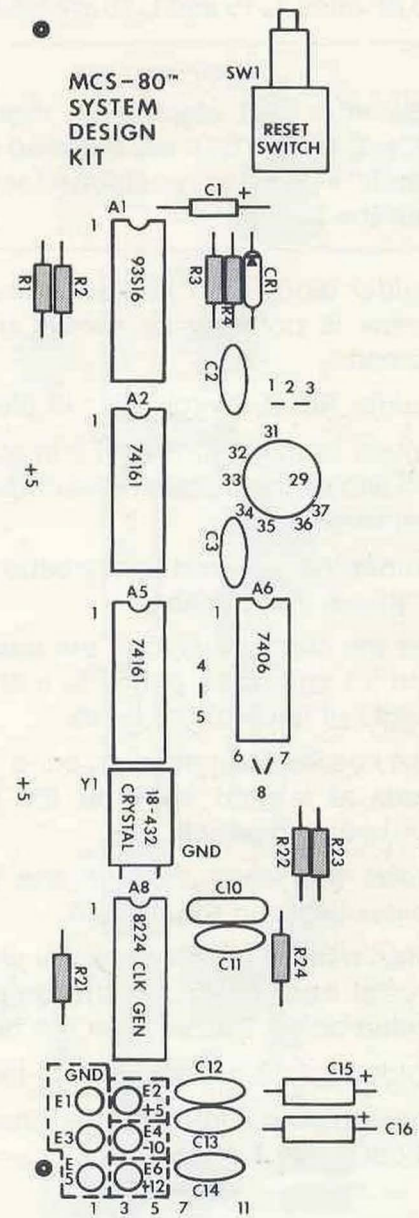 MCS-80™
SYSTEM
DESIGN
KIT
SW1
RESET
SWITCH
C1 +
A1
1
93S16
R1
R2
R3
R4
CR1
C2
1 2 3
A2
1
74161
+5
31
32
33
29
34
35
36
37
C3
A5
1
74161
A6
1
7406
4
5
6 7
8
+5
Y1
18-432
CRYSTAL
GND
R22
R23
A8
1
8224 CLK GEN
C10
C11
R21
R24
GND
E1
E2
+5
E3
E4
-10
E
5
E6
+12
C12
C13
C14
C15
+
+
C16
1 3 5 7 11